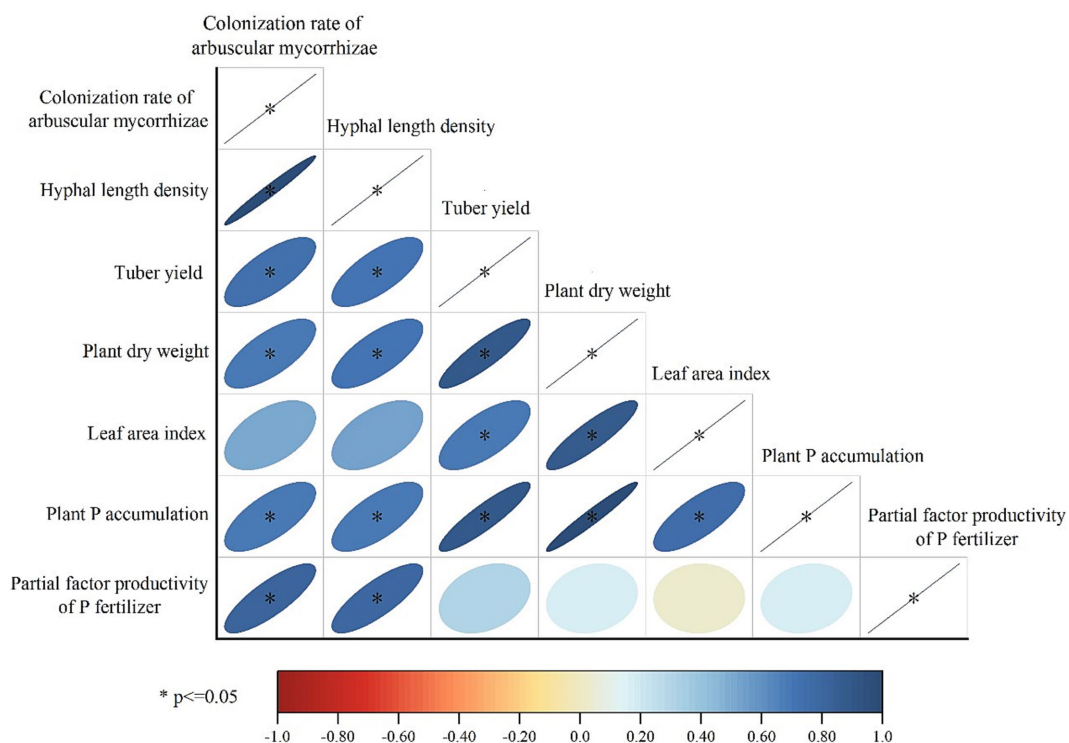 Colonization rate of
arbuscular mycorrhizae
Colonization rate of
arbuscular mycorrhizae
*
Hyphal length density
Hyphal length density
*
*
Tuber yield
Tuber yield
*
*
*
Plant dry weight
Plant dry weight
*
*
*
*
Leaf area index
Leaf area index
*
*
*
Plant P accumulation
Plant P accumulation
*
*
*
*
*
*
Partial factor productivity
of P fertilizer
Partial factor productivity
of P fertilizer
*
*
*
* p<=0.05
-1.0 -0.80 -0.60 -0.40 -0.20 0.0 0.20 0.40 0.60 0.80 1.0